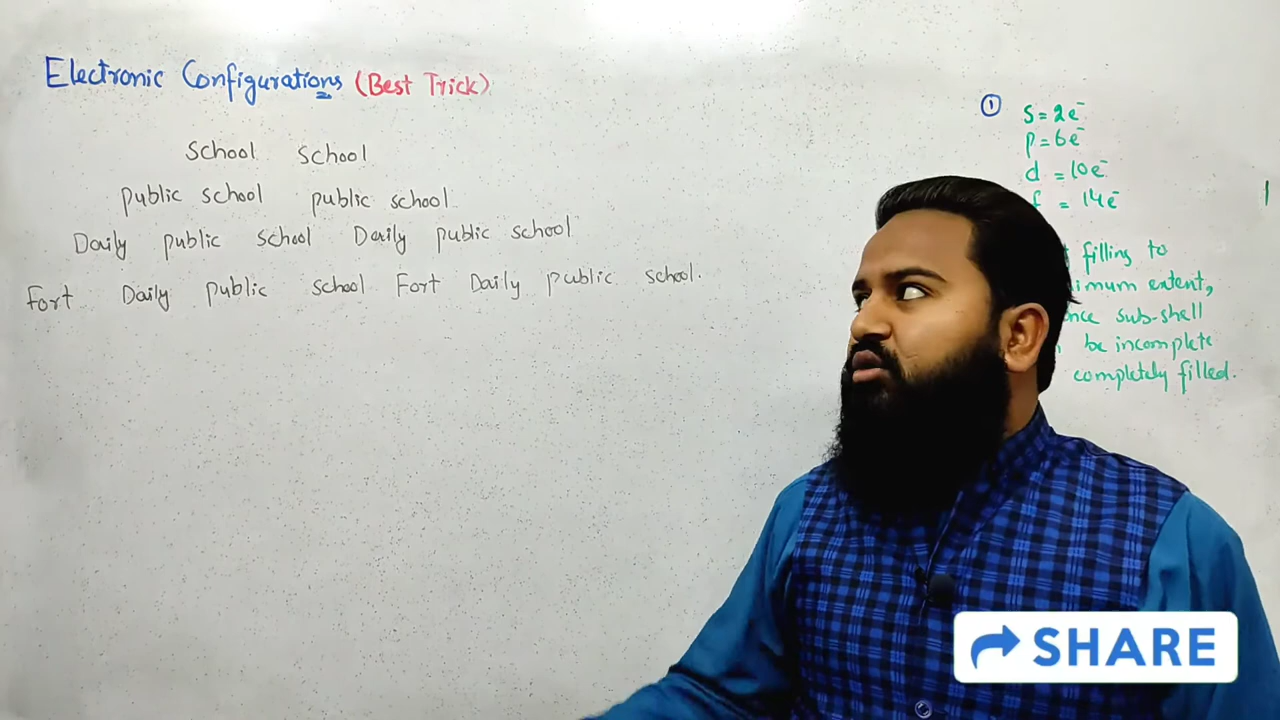 Electronic Configurations (Best Trick)
school school
public school public school
Daily public school Daily public school
Fort Daily public school Fort Daily public school.
① s = 2e⁻
p = 6e⁻
d = 10e⁻
f = 14e⁻
filling to
extent,
sub-shell
be incomplete
completely filled.
SHARE